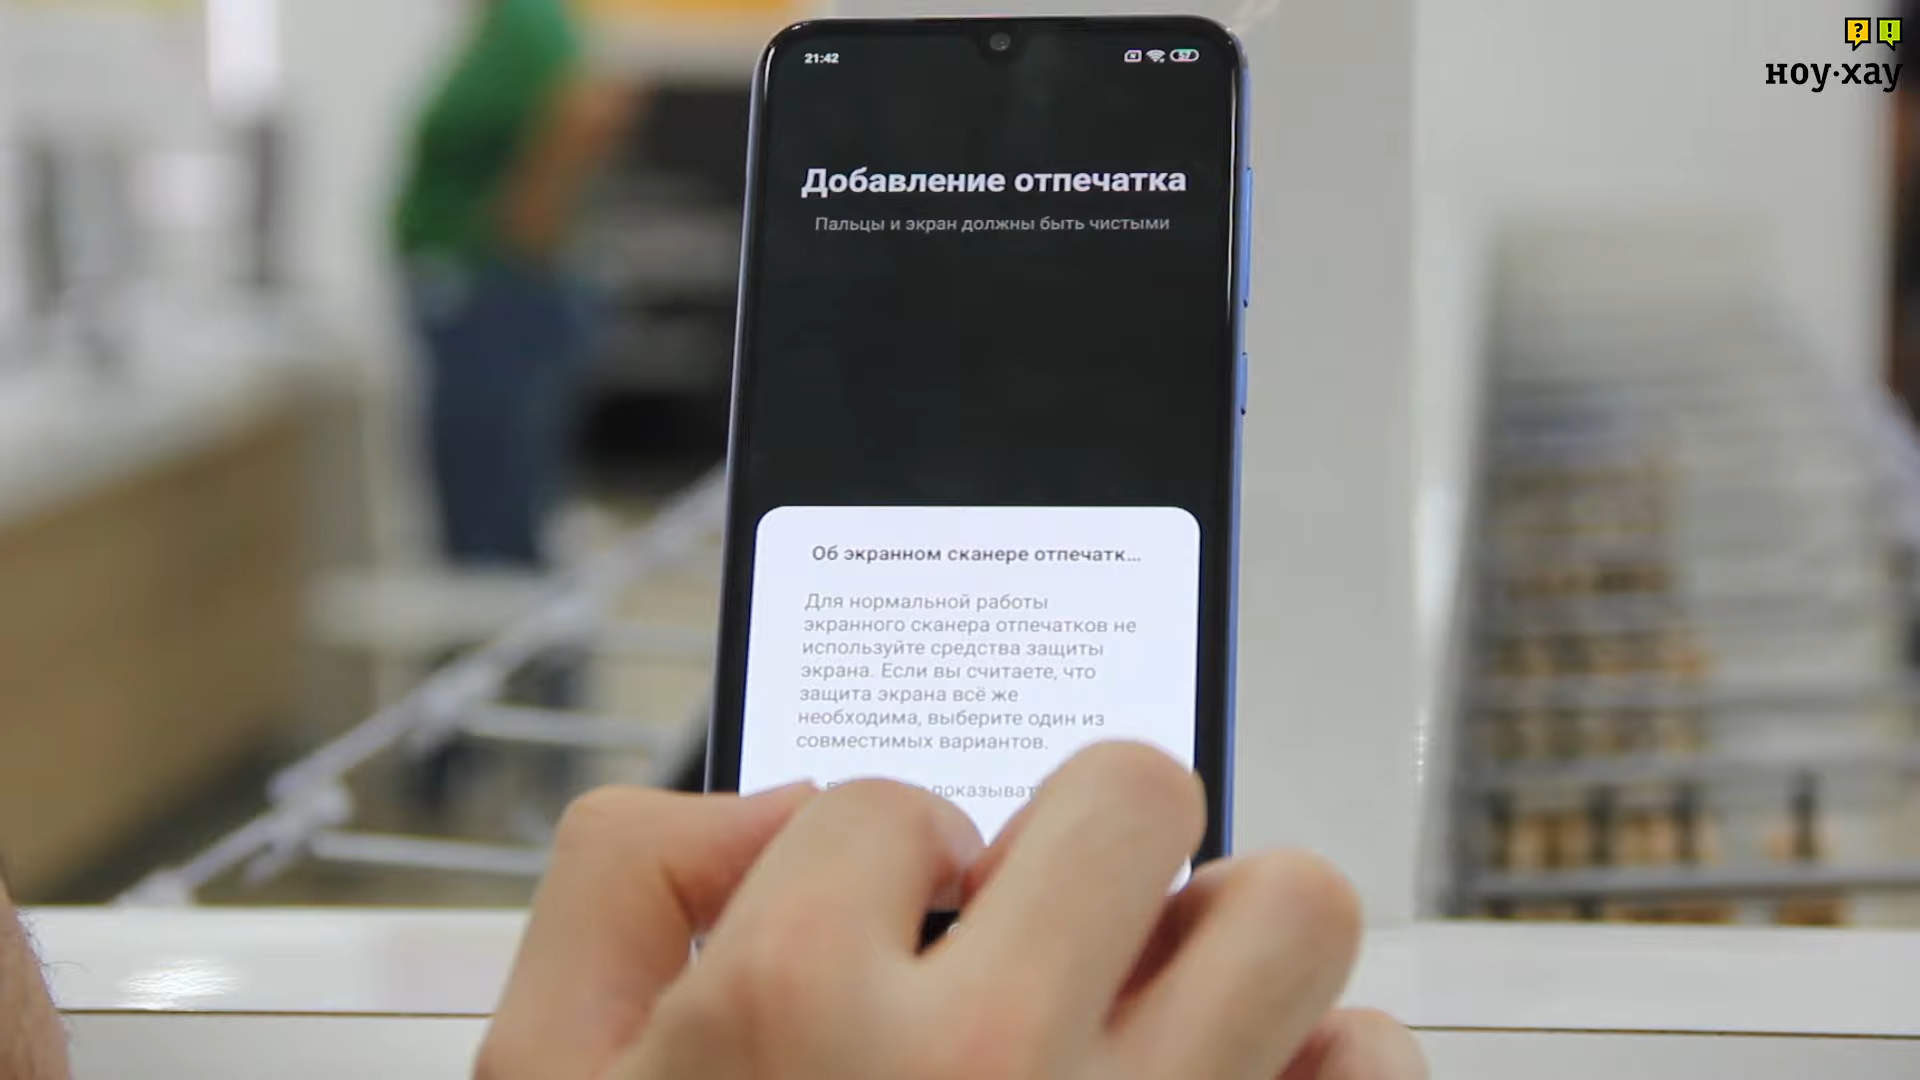 ? !
ноу·хау
21:42
57
Добавление отпечатка
Пальцы и экран должны быть чистыми
Об экранном сканере отпечатк...
Для нормальной работы
экранного сканера отпечатков не
используйте средства защиты
экрана. Если вы считаете, что
защита экрана всё же
необходима, выберите один из
совместимых вариантов.